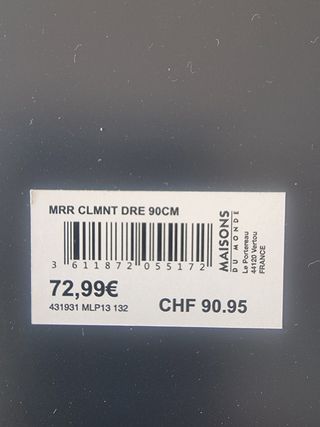 MRR CLMNT DRE 90CM
3 611872 055172
72,99€
431931 MLP13 132
CHF 90.95
MAISONS
DU MONDE
Le Portereau
44120 Vertou
FRANCE